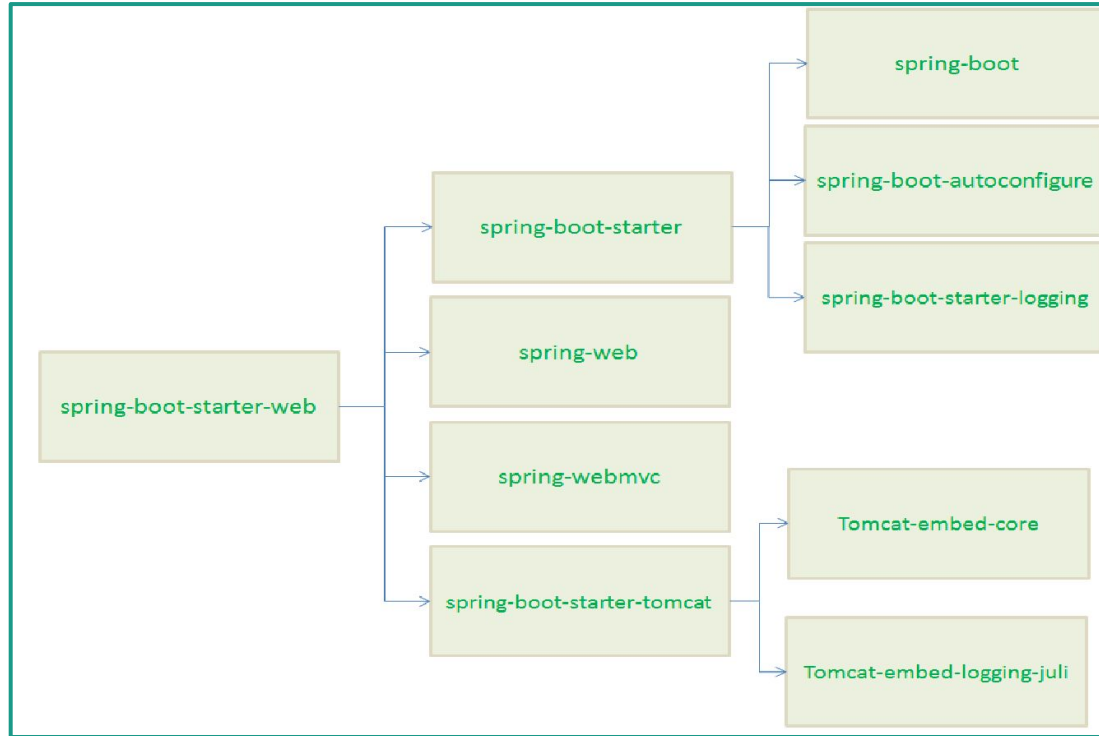 spring-boot
spring-boot-autoconfigure
spring-boot-starter
spring-boot-starter-logging
spring-web
spring-boot-starter-web
spring-webmvc
Tomcat-embed-core
spring-boot-starter-tomcat
Tomcat-embed-logging-juli